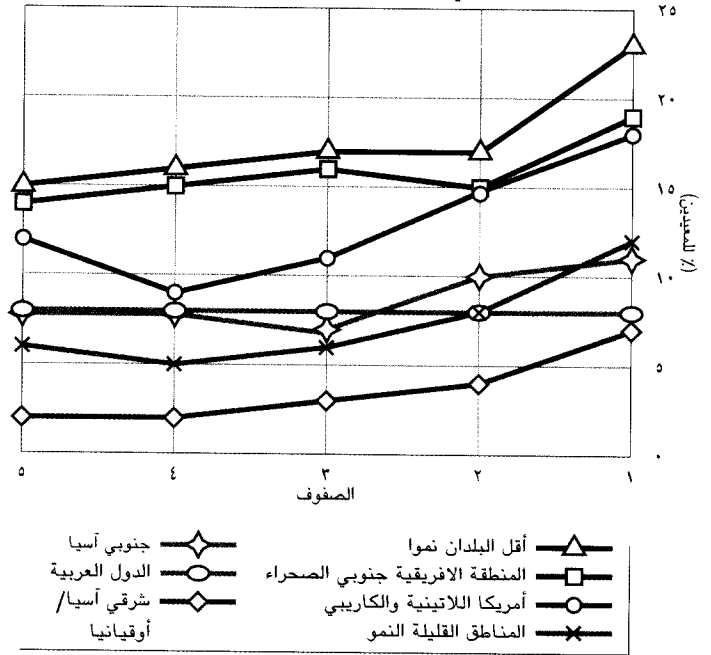 ٢٥
٢٠
١٥
١٠
٥
٠
(٪ للمعيدين)
١ ٢ ٣ ٤ ٥
الصفوف
أقل البلدان نموا
المنطقة الافريقية جنوبي الصحراء
أمريكا اللاتينية والكاريبي
المناطق القليلة النمو
جنوبي آسيا
الدول العربية
شرقي آسيا/
أوقيانيا